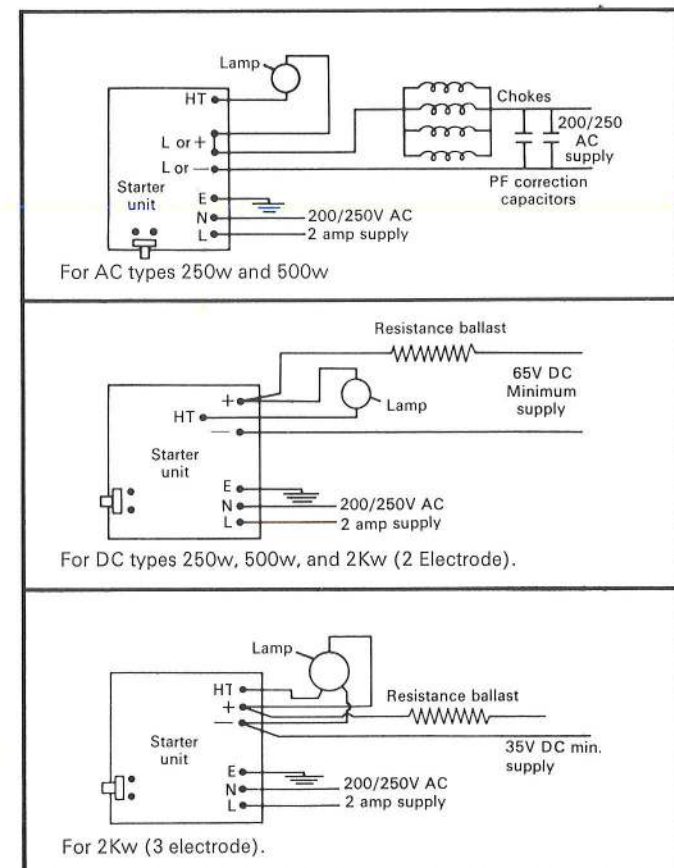 Lamp
HT
Chokes
L or +
200/250
AC
supply
L or —
PF correction
capacitors
Starter
unit
E
N
200/250V AC
L
2 amp supply
For AC types 250w and 500w
Resistance ballast
65V DC
Minimum
supply
+
Lamp
HT
—
Starter
unit
E
N
200/250V AC
L
2 amp supply
For DC types 250w, 500w, and 2Kw (2 Electrode).
Lamp
HT
Resistance ballast
+
—
35V DC min.
supply
Starter
unit
E
N
200/250V AC
L
2 amp supply
For 2Kw (3 electrode).